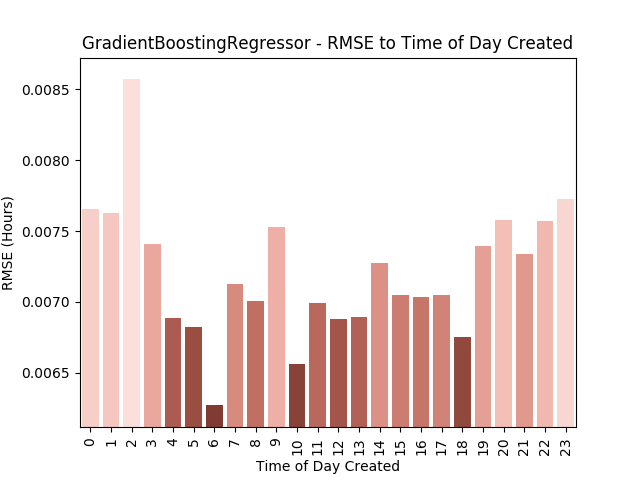 GradientBoostingRegressor - RMSE to Time of Day Created
0.0085
0.0080
0.0075
0.0070
0.0065
RMSE (Hours)
0 1 2 3 4 5 6 7 8 9 10 11 12 13 14 15 16 17 18 19 20 21 22 23
Time of Day Created